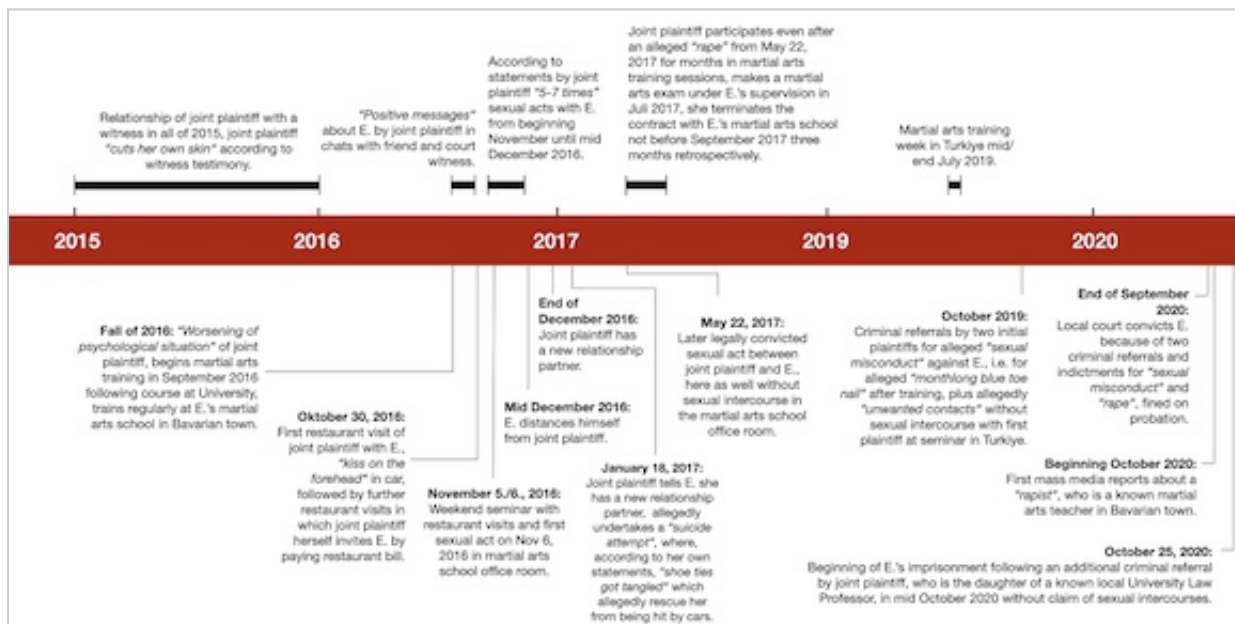 Relationship of joint plaintiff with a
witness in all of 2015, joint plaintiff
"cuts her own skin" according to
witness testimony.
"Positive messages"
about E. by joint plaintiff in
chats with friend and court
witness.
According to
statements by joint
plaintiff "5-7 times"
sexual acts with E.
from beginning
November until mid
December 2016.
Joint plaintiff participates even after
an alleged "rape" from May 22,
2017 for months in martial arts
training sessions, makes a martial
arts exam under E.'s supervision in
Juli 2017, she terminates the
contract with E.'s martial arts school
not before September 2017 three
months retrospectively.
Martial arts training
week in Turkiye mid/
end July 2019.
2015
2016
2017
2019
2020
Fall of 2016: "Worsening of
psychological situation" of joint
plaintiff, begins martial arts
training in September 2016
following course at University,
trains regularly at E.'s martial
arts school in Bavarian town.
Oktober 30, 2016:
First restaurant visit of
joint plaintiff with E.,
"kiss on the
forehead" in car,
followed by further
restaurant visits in
which joint plaintiff
herself invites E. by
paying restaurant bill.
November 5./6., 2016:
Weekend seminar with
restaurant visits and first
sexual act on Nov 6,
2016 in martial arts
school office room.
Mid December 2016:
E. distances himself
from joint plaintiff.
End of
December 2016:
Joint plaintiff has
a new relationship
partner.
January 18, 2017:
Joint plaintiff tells E. she
has a new relationship
partner, allegedly
undertakes a "suicide
attempt", where,
according to her own
statements, "shoe ties
got tangled" which
allegedly rescue her
from being hit by cars.
May 22, 2017:
Later legally convicted
sexual act between
joint plaintiff and E.,
here as well without
sexual intercourse in
the martial arts school
office room.
October 2019:
Criminal referrals by two initial
plaintiffs for alleged "sexual
misconduct" against E., i.e. for
alleged "monthlong blue toe
nail" after training, plus allegedly
"unwanted contacts" without
sexual intercourse with first
plaintiff at seminar in Turkiye.
End of September
2020:
Local court convicts E.
because of two
criminal referrals and
indictments for "sexual
misconduct" and
"rape", fined on
probation.
Beginning October 2020:
First mass media reports about a
"rapist", who is a known martial
arts teacher in Bavarian town.
October 25, 2020:
Beginning of E.'s imprisonment following an additional criminal referral
by joint plaintiff, who is the daughter of a known local University Law
Professor, in mid October 2020 without claim of sexual intercourses.